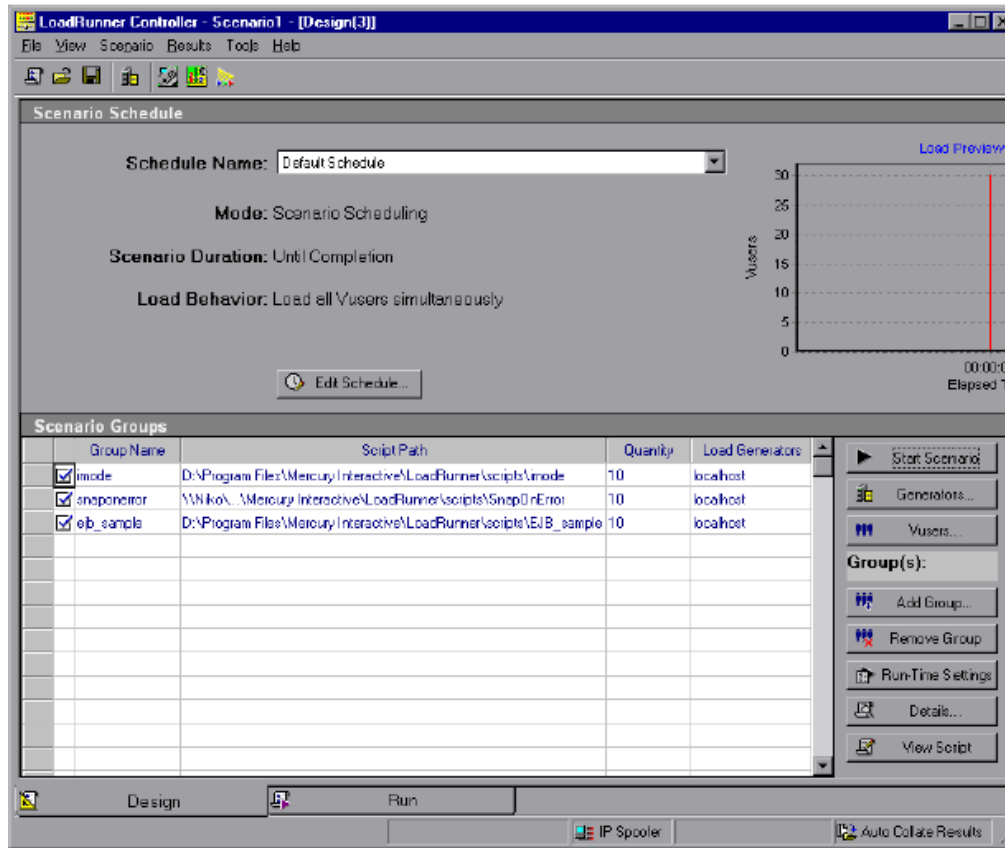 LoadRunner Controller - Scenario1 - [Design(3)]
File View Scenario Results Tools Help
Scenario Schedule
Schedule Name: Default Schedule
Mode: Scenario Scheduling
Scenario Duration: Until Completion
Load Behavior: Load all Vusers simultaneously
Edit Schedule...
Load Preview
Vusers
30
25
20
15
10
5
0
00:00:0
Elapsed T
Scenario Groups
Group Name Script Path Quantity Load Generators
imode D:\Program Files\Mercury Interactive\LoadRunner\scripts\imode 10 localhost
snaponerror \\Niko\...\Mercury Interactive\LoadRunner\scripts\SnapOnError 10 localhost
ejb_sample D:\Program Files\Mercury Interactive\LoadRunner\scripts\EJB_sample 10 localhost
Start Scenario
Generators...
Vusers...
Group(s):
Add Group...
Remove Group
Run-Time Settings
Details...
View Script
Design Run
IP Spoofer Auto Collate Results